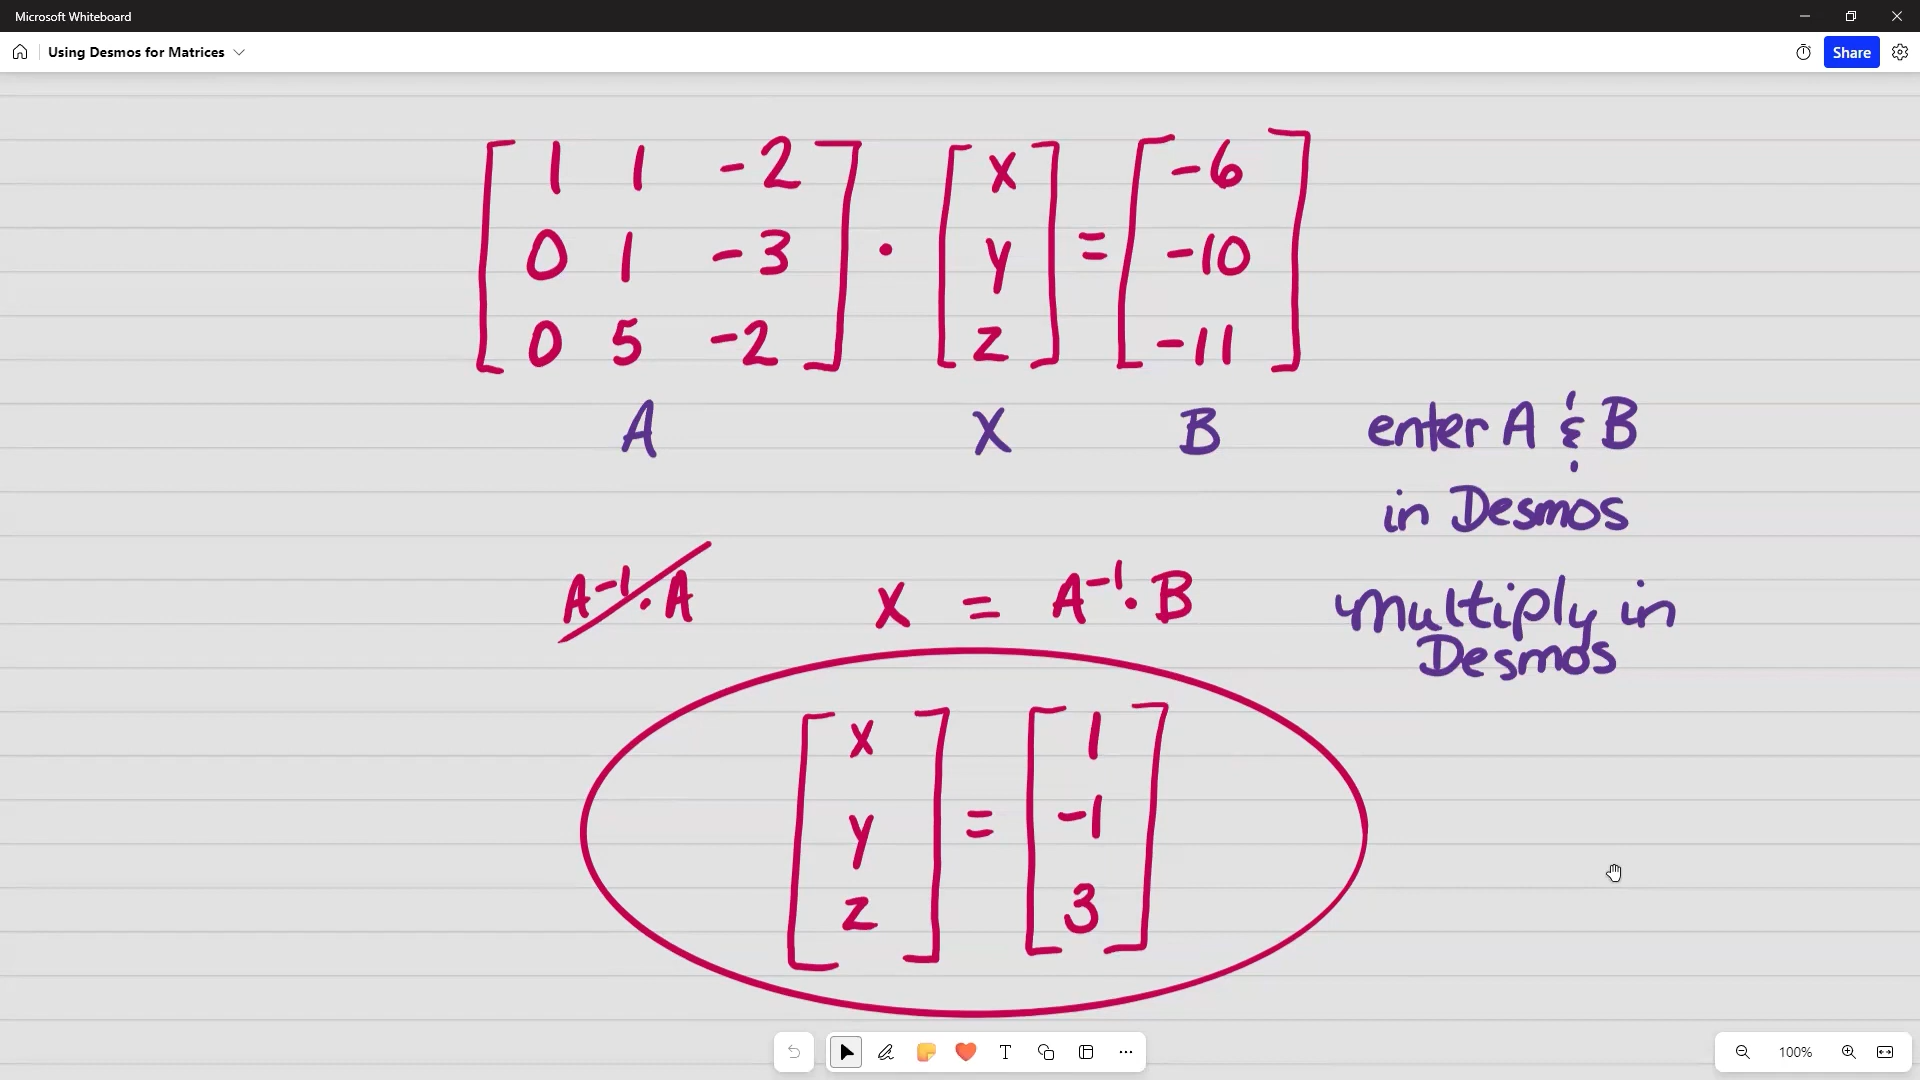 Microsoft Whiteboard
Using Desmos for Matrices
Share
1 1 -2
0 1 -3
0 5 -2
·
x
y
z
=
-6
-10
-11
A X B
enter A & B
in Desmos
A⁻¹·A X = A⁻¹·B
multiply in
Desmos
x
y
z
=
1
-1
3
T
100%